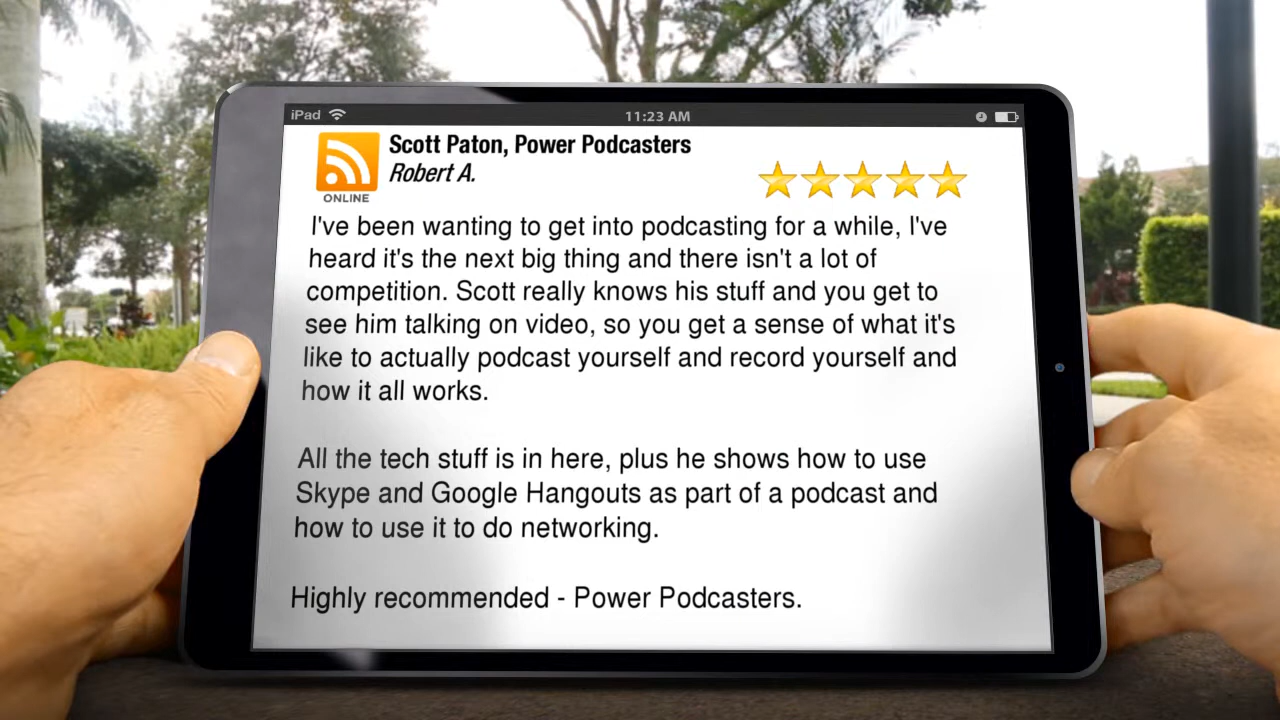 iPad
11:23 AM
Scott Paton, Power Podcasters
Robert A.
ONLINE
I've been wanting to get into podcasting for a while, I've
heard it's the next big thing and there isn't a lot of
competition. Scott really knows his stuff and you get to
see him talking on video, so you get a sense of what it's
like to actually podcast yourself and record yourself and
how it all works.
All the tech stuff is in here, plus he shows how to use
Skype and Google Hangouts as part of a podcast and
how to use it to do networking.
Highly recommended - Power Podcasters.